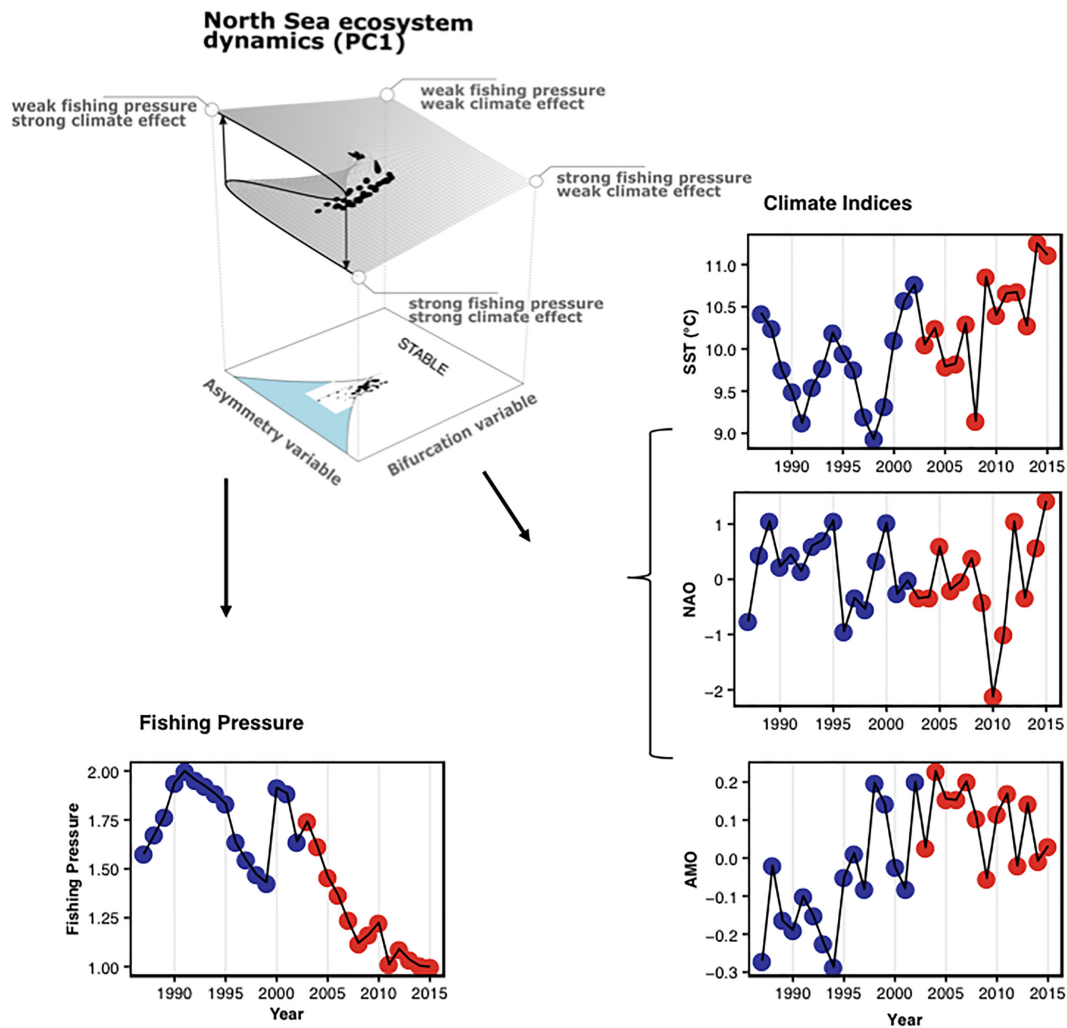 North Sea ecosystem
dynamics (PC1)
weak fishing pressure
strong climate effect
weak fishing pressure
weak climate effect
strong fishing pressure
weak climate effect
strong fishing pressure
strong climate effect
STABLE
Asymmetry variable
Bifurcation variable
Climate Indices
SST (°C)
11.0
10.5
10.0
9.5
9.0
1990 1995 2000 2005 2010 2015
NAO
1
0
−1
−2
1990 1995 2000 2005 2010 2015
Fishing Pressure
Fishing Pressure
2.00
1.75
1.50
1.25
1.00
1990 1995 2000 2005 2010 2015
Year
AMO
0.2
0.1
0.0
−0.1
−0.2
−0.3
1990 1995 2000 2005 2010 2015
Year